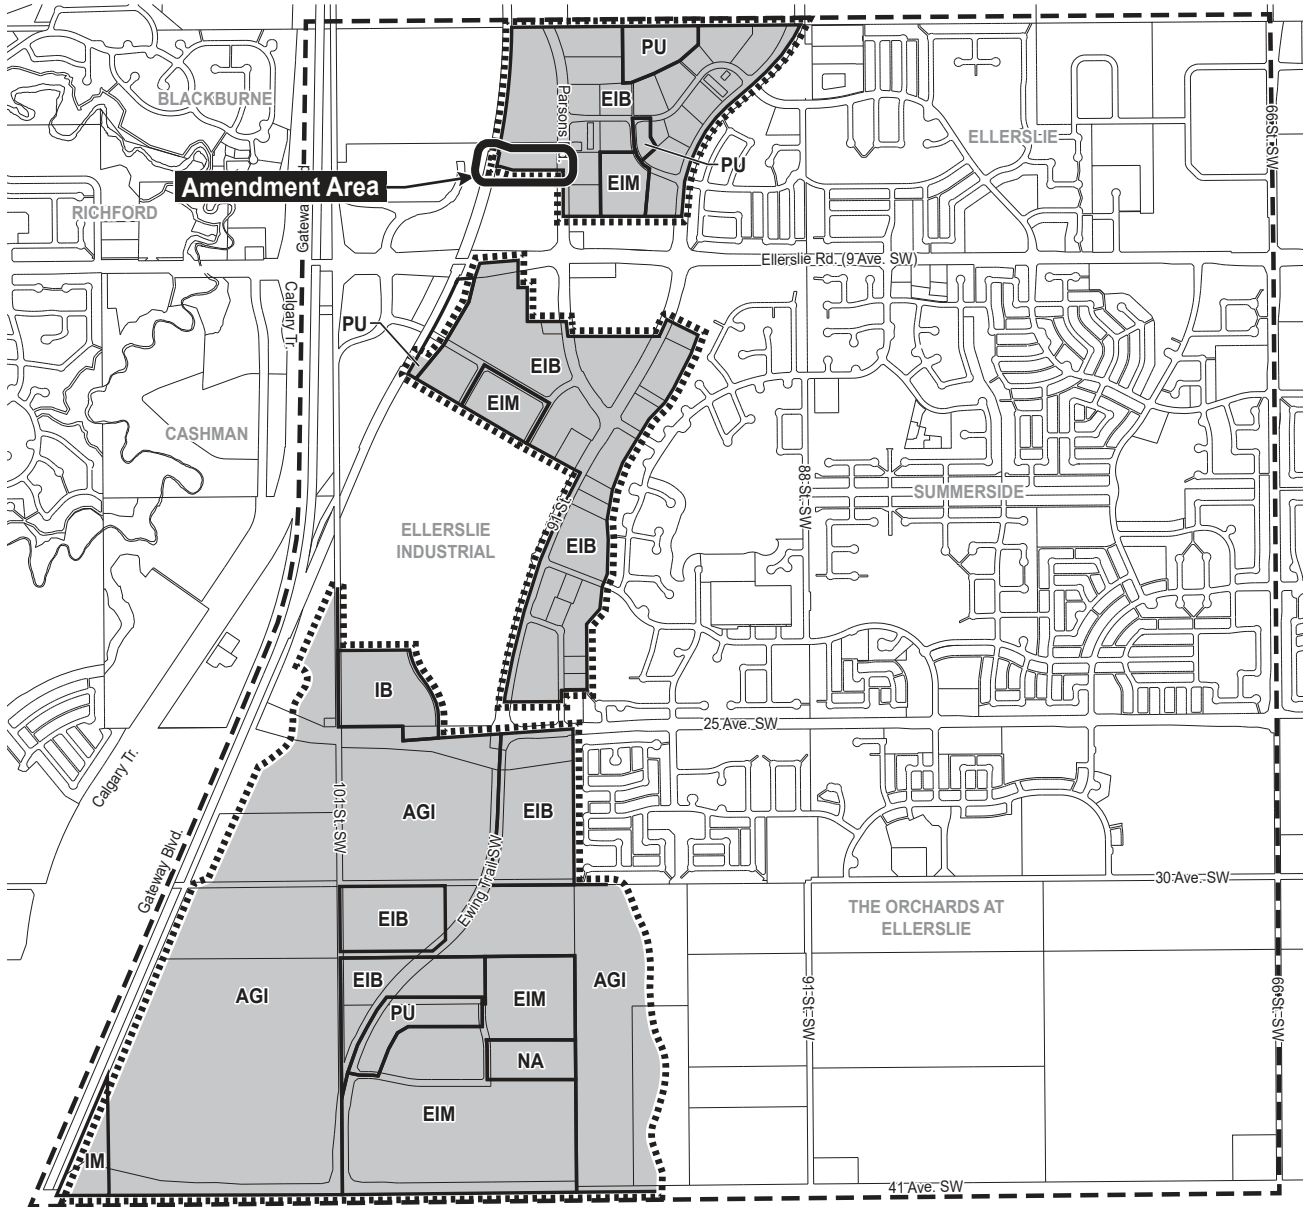 PU
BLACKBURNE
EIB
Parsons
66 St. SW
ELLERSLIE
PU
EIM
Amendment Area
RICHFORD
Gateway
Ellerslie Rd. (9 Ave. SW)
Calgary Tr.
PU
EIB
EIM
CASHMAN
88 St. SW
SUMMERSIDE
91 St.
ELLERSLIE
INDUSTRIAL
EIB
IB
25 Ave. SW
Calgary Tr.
101 St. SW
AGI
EIB
Gateway Blvd.
Ewing Trail SW
30 Ave. SW
EIB
THE ORCHARDS AT
ELLERSLIE
EIB
AGI
AGI
EIM
91 St. SW
66 St. SW
PU
NA
EIM
IM
41 Ave. SW